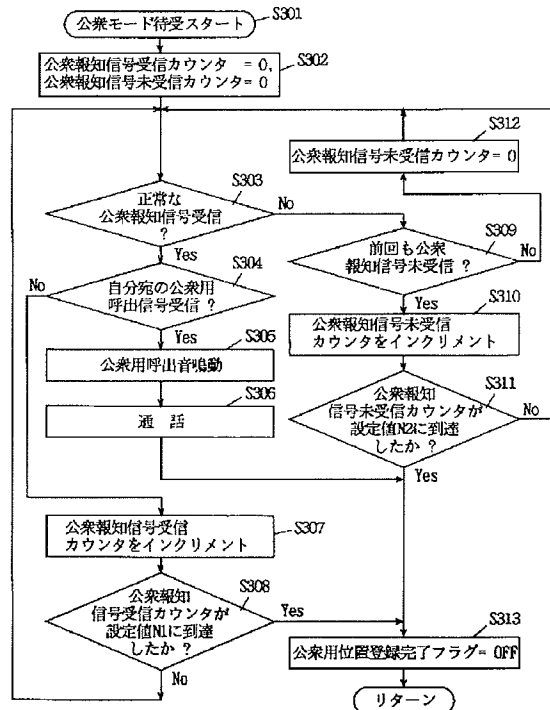 公衆モード待受スタート
S301
公衆報知信号受信カウンタ = 0,
公衆報知信号未受信カウンタ= 0
S302
S312
公衆報知信号未受信カウンタ= 0
正常な
公衆報知信号受信
?
S303
No
Yes
前回も公衆
報知信号未受信 ?
S309
No
Yes
自分宛の公衆用
呼出信号受信 ?
S304
No
Yes
公衆報知信号未受信
カウンタをインクリメント
S310
公衆用呼出音鳴動
S305
通 話
S306
公衆報知
信号未受信カウンタが
設定値N2に到達
したか ?
S311
No
Yes
公衆報知信号受信
カウンタをインクリメント
S307
公衆報知
信号受信カウンタが
設定値N1に到達
したか ?
S308
Yes
No
S313
公衆用位置登録完了フラグ= OFF
リターン